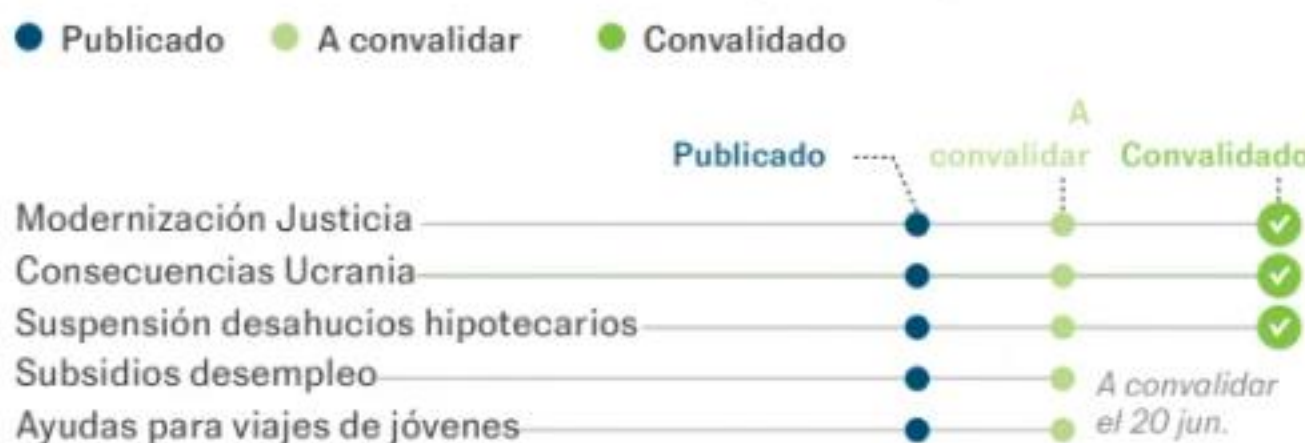 Publicado A convalidar Convalidado
A
Publicado convalidar Convalidado
Modernización Justicia
Consecuencias Ucrania
Suspensión desahucios hipotecarios
Subsidios desempleo
A convalidar
el 20 jun.
Ayudas para viajes de jóvenes